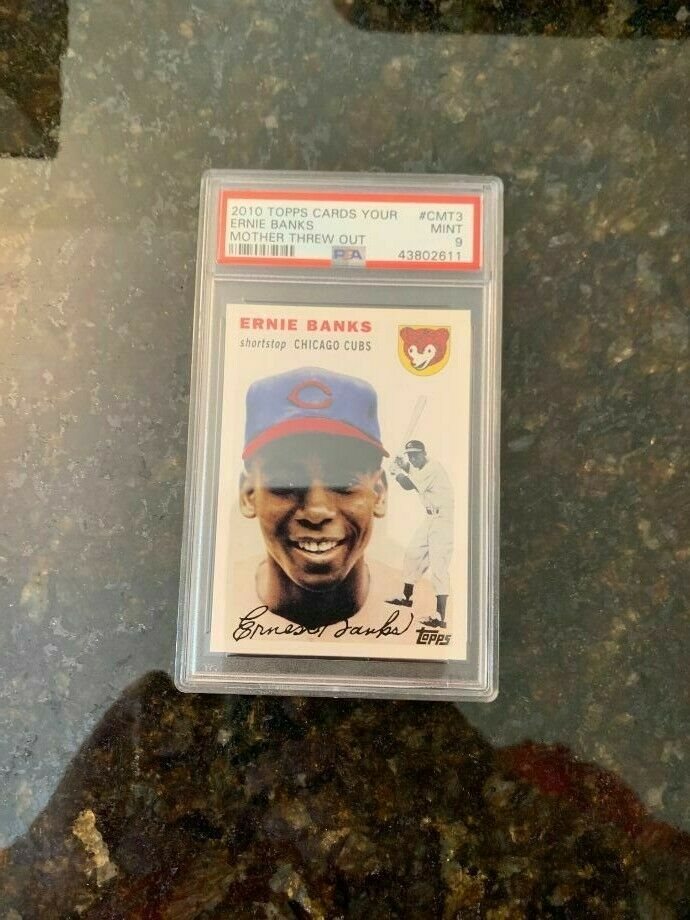 2010 TOPPS CARDS YOUR #CMT3
ERNIE BANKS MINT
MOTHER THREW OUT 9
PSA 43802611
ERNIE BANKS
shortstop CHICAGO CUBS
C
Ernest Banks
topps